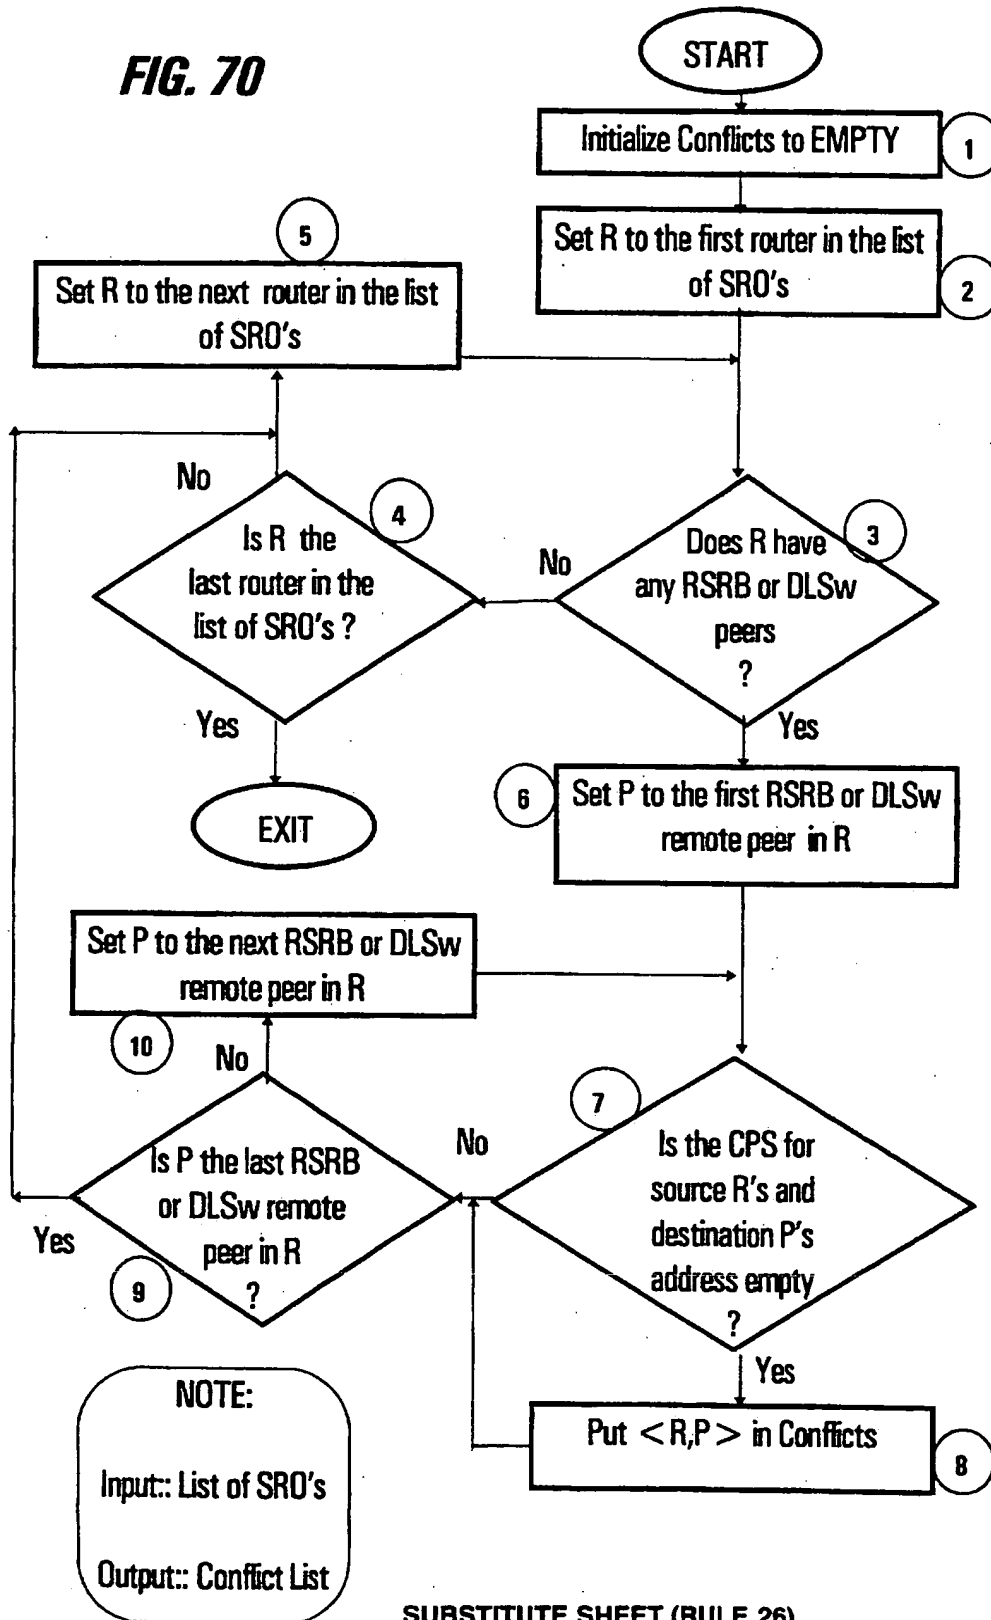 FIG. 70
START
Initialize Conflicts to EMPTY
1
Set R to the first router in the list
of SRO's
2
5
Set R to the next router in the list
of SRO's
No
4
Is R the
last router in the
list of SRO's ?
Yes
EXIT
3
Does R have
any RSRB or DLSw
peers
?
No
Yes
6
Set P to the first RSRB or DLSw
remote peer in R
Set P to the next RSRB or DLSw
remote peer in R
10
No
7
Is the CPS for
source R's and
destination P's
address empty
?
No
Yes
Is P the last RSRB
or DLSw remote
peer in R
?
Yes
9
Put <R,P> in Conflicts
8
NOTE:
Input:: List of SRO's
Output:: Conflict List
SUBSTITUTE SHEET (RULE 26)